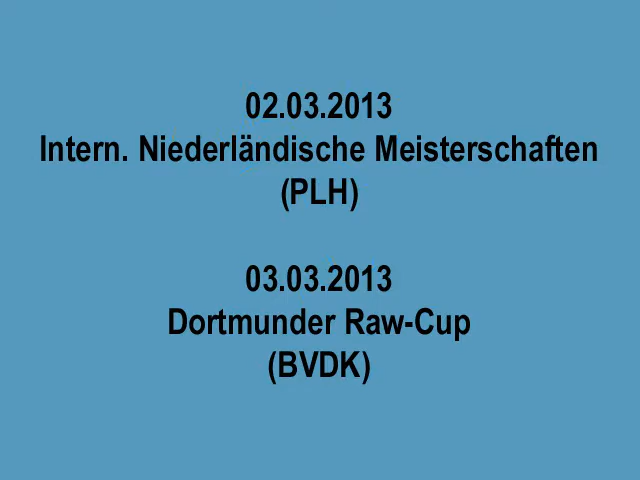 02.03.2013
Intern. Niederländische Meisterschaften
(PLH)
03.03.2013
Dortmunder Raw-Cup
(BVDK)